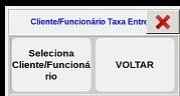 Cliente/Funcionário Taxa Entre
Seleciona
Cliente/Funcioná
rio
VOLTAR